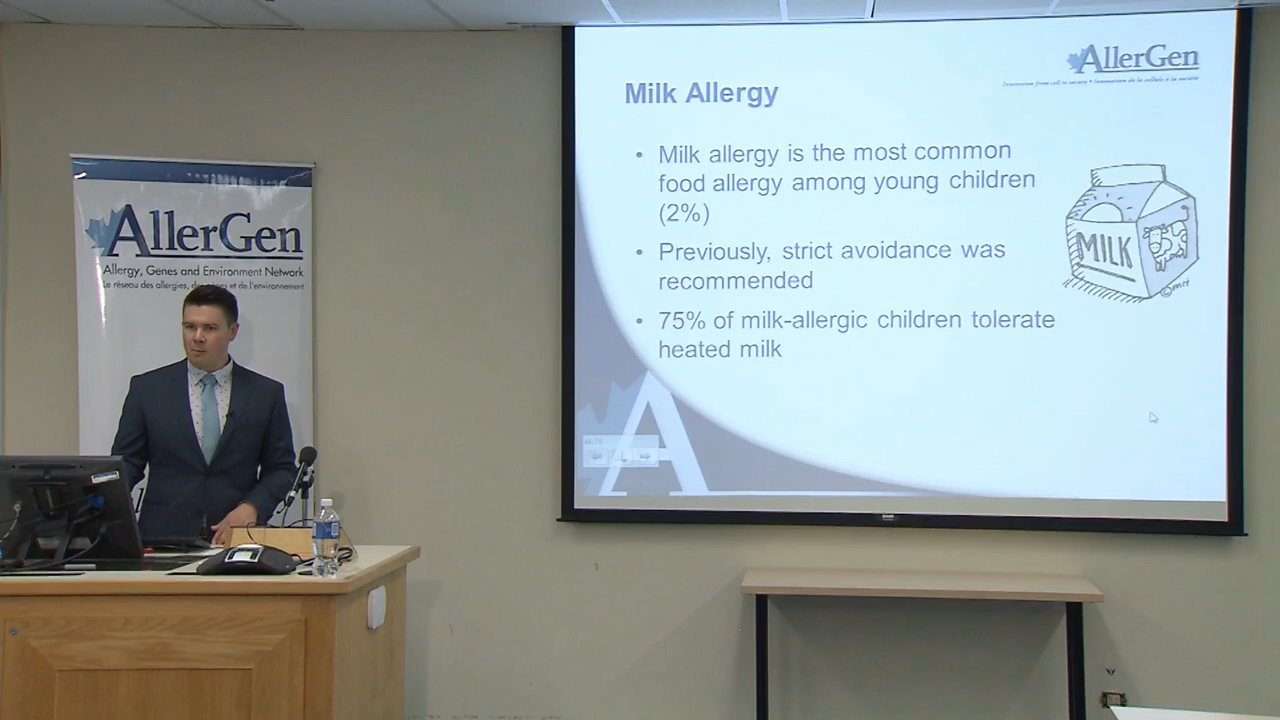 AllerGen
Allergy, Genes and Environment Network
Le réseau des allergies, des gènes et de l'environnement
AllerGen
Innovation from cell to society • Innovation de la cellule à la société
Milk Allergy
• Milk allergy is the most common
food allergy among young children
(2%)
• Previously, strict avoidance was
recommended
• 75% of milk-allergic children tolerate
heated milk
MILK
A